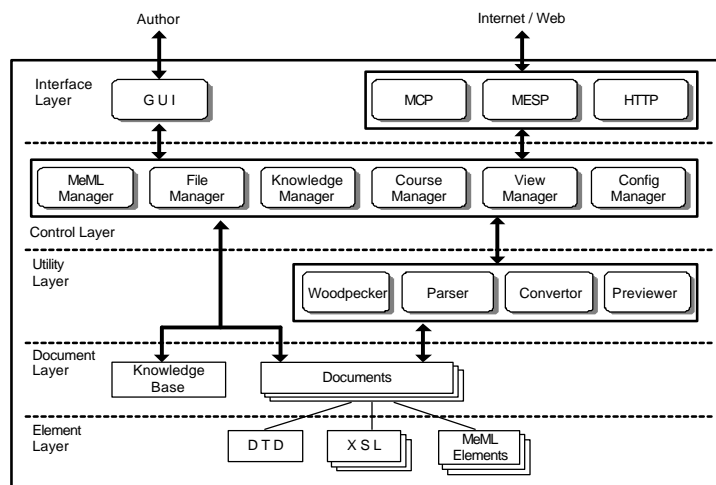 Author
Internet / Web
Interface
Layer
G U I
MCP
MESP
HTTP
MeML
Manager
File
Manager
Knowledge
Manager
Course
Manager
View
Manager
Config
Manager
Control Layer
Utility
Layer
Woodpecker
Parser
Convertor
Previewer
Document
Layer
Knowledge
Base
Documents
Element
Layer
D T D
X S L
MeML
Elements